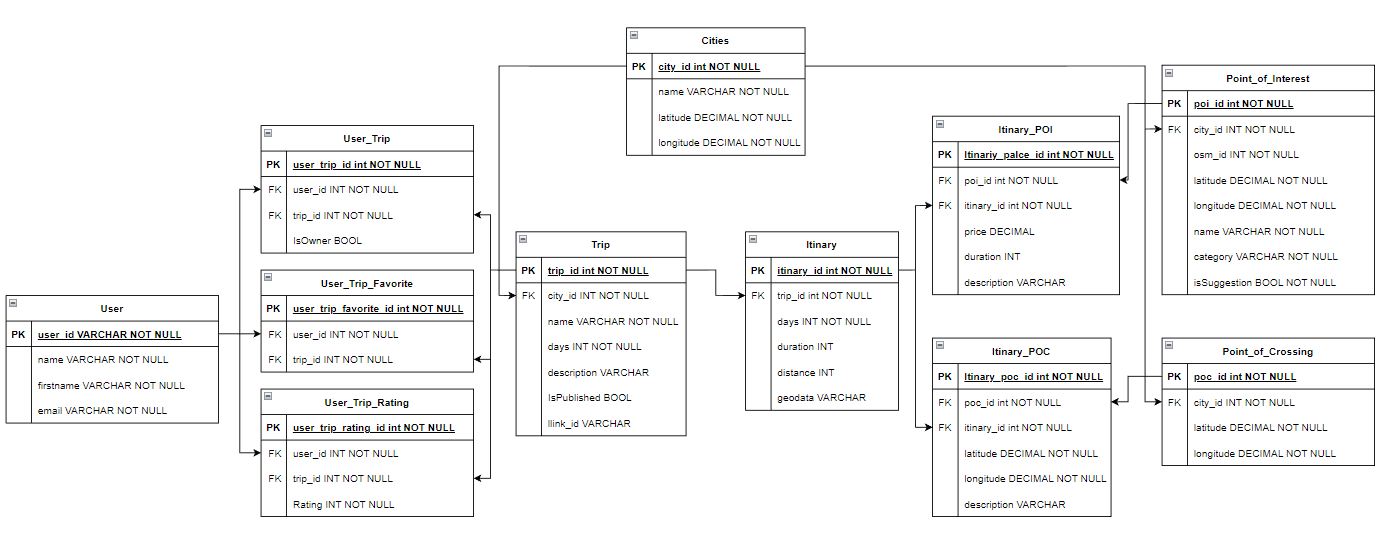 Cities
PK city_id int NOT NULL
name VARCHAR NOT NULL
latitude DECIMAL NOT NULL
longitude DECIMAL NOT NULL
Point_of_Interest
PK poi_id int NOT NULL
FK city_id INT NOT NULL
osm_id INT NOT NULL
latitude DECIMAL NOT NULL
longitude DECIMAL NOT NULL
name VARCHAR NOT NULL
category VARCHAR NOT NULL
isSuggestion BOOL NOT NULL
Itinary_POI
PK Itinariy_palce_id int NOT NULL
FK poi_id int NOT NULL
FK itinary_id int NOT NULL
price DECIMAL
duration INT
description VARCHAR
User_Trip
PK user_trip_id int NOT NULL
FK user_id INT NOT NULL
FK trip_id INT NOT NULL
IsOwner BOOL
Trip
PK trip_id int NOT NULL
FK city_id INT NOT NULL
name VARCHAR NOT NULL
days INT NOT NULL
description VARCHAR
IsPublished BOOL
llink_id VARCHAR
Itinary
PK itinary_id int NOT NULL
FK trip_id int NOT NULL
days INT NOT NULL
duration INT
distance INT
geodata VARCHAR
User_Trip_Favorite
PK user_trip_favorite_id int NOT NULL
FK user_id INT NOT NULL
FK trip_id INT NOT NULL
User
PK user_id VARCHAR NOT NULL
name VARCHAR NOT NULL
firstname VARCHAR NOT NULL
email VARCHAR NOT NULL
Itinary_POC
PK Itinary_poc_id int NOT NULL
FK poc_id int NOT NULL
FK itinary_id int NOT NULL
latitude DECIMAL NOT NULL
longitude DECIMAL NOT NULL
description VARCHAR
Point_of_Crossing
PK poc_id int NOT NULL
FK city_id INT NOT NULL
latitude DECIMAL NOT NULL
longitude DECIMAL NOT NULL
User_Trip_Rating
PK user_trip_rating_id int NOT NULL
FK user_id INT NOT NULL
FK trip_id INT NOT NULL
Rating INT NOT NULL